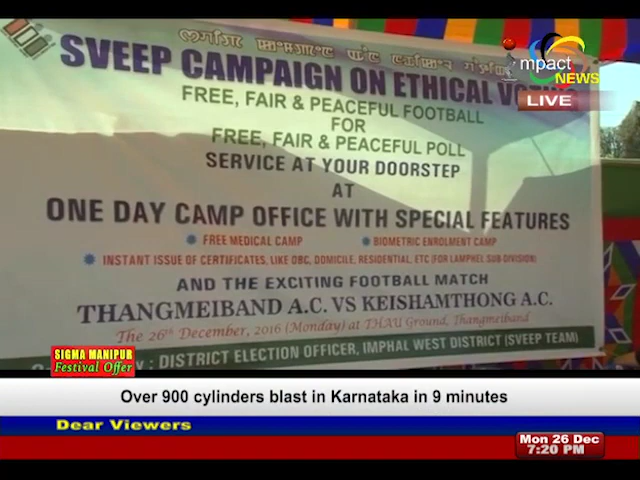 mpact
NEWS
LIVE
SVEEP CAMPAIGN ON ETHICAL
FREE, FAIR & PEACEFUL FOOTBALL
FOR
FREE, FAIR & PEACEFUL POLL
SERVICE AT YOUR DOORSTEP
AT
ONE DAY CAMP OFFICE WITH SPECIAL FEATURES
FREE MEDICAL CAMP
BIOMETRIC ENROLMENT CAMP
INSTANT ISSUE OF CERTIFICATES, LIKE OBC, DOMICILE, RESIDENTIAL, ETC (FOR LAMPHEL SUB-DIVISION)
AND THE EXCITING FOOTBALL MATCH
THANGMEIBAND A.C. VS KEISHAMTHONG A.C.
The 26th December, 2016 (Monday) at THAU Ground, Thangmeiband
: DISTRICT ELECTION OFFICER, IMPHAL WEST DISTRICT (SVEEP TEAM)
SIGMA MANIPUR
Festival Offer
Over 900 cylinders blast in Karnataka in 9 minutes
Dear Viewers
Mon 26 Dec
7:20 PM